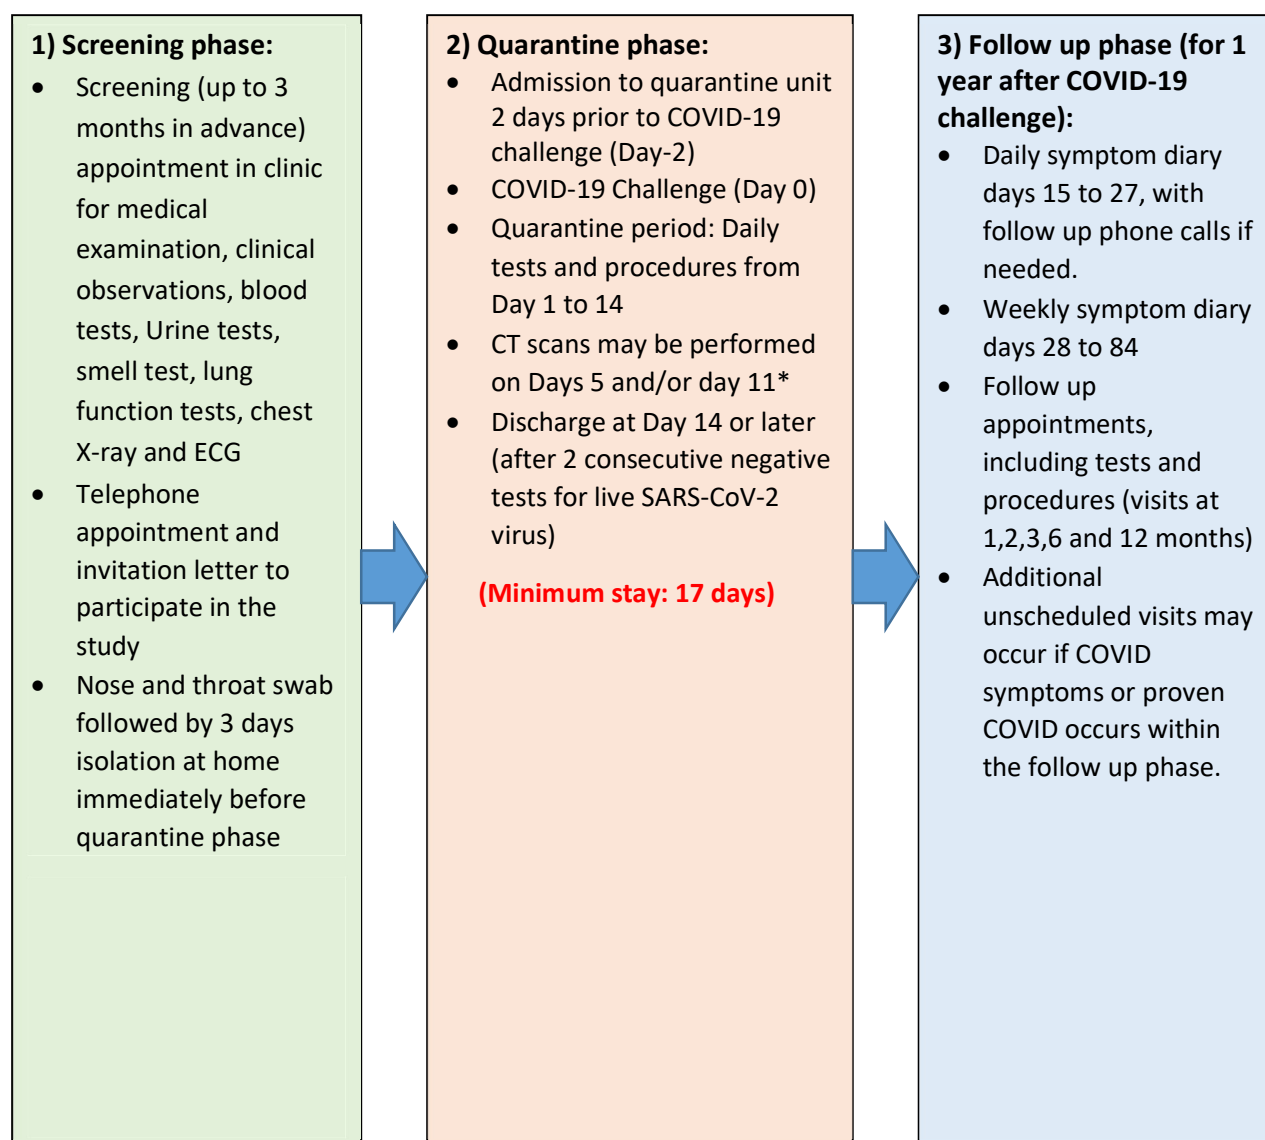 1) Screening phase:
• Screening (up to 3
months in advance)
appointment in clinic
for medical
examination, clinical
observations, blood
tests, Urine tests,
smell test, lung
function tests, chest
X-ray and ECG
• Telephone
appointment and
invitation letter to
participate in the
study
• Nose and throat swab
followed by 3 days
isolation at home
immediately before
quarantine phase
2) Quarantine phase:
• Admission to quarantine unit
2 days prior to COVID-19
challenge (Day-2)
• COVID-19 Challenge (Day 0)
• Quarantine period: Daily
tests and procedures from
Day 1 to 14
• CT scans may be performed
on Days 5 and/or day 11*
• Discharge at Day 14 or later
(after 2 consecutive negative
tests for live SARS-CoV-2
virus)
(Minimum stay: 17 days)
3) Follow up phase (for 1
year after COVID-19
challenge):
• Daily symptom diary
days 15 to 27, with
follow up phone calls if
needed.
• Weekly symptom diary
days 28 to 84
• Follow up
appointments,
including tests and
procedures (visits at
1,2,3,6 and 12 months)
• Additional
unscheduled visits may
occur if COVID
symptoms or proven
COVID occurs within
the follow up phase.